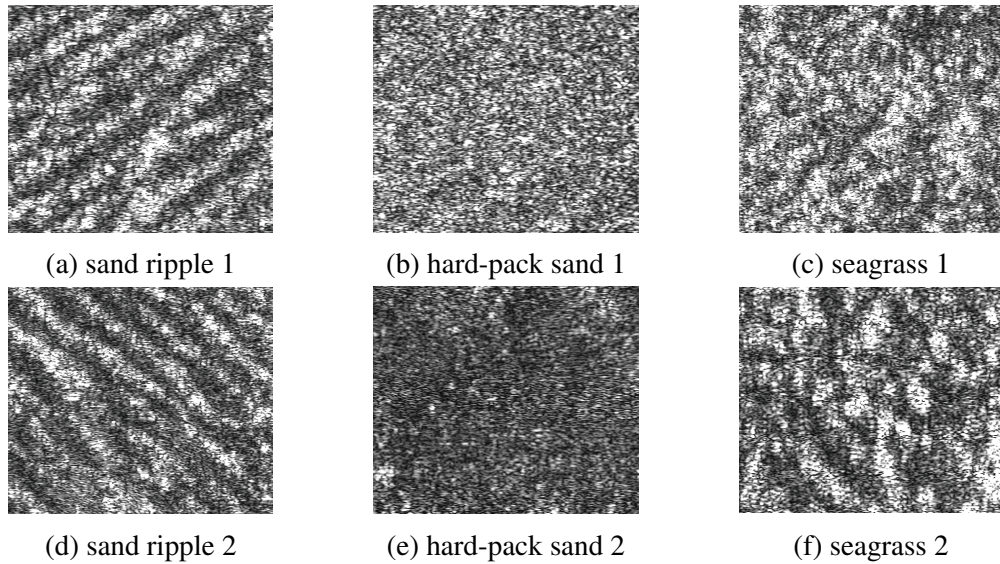 (a) sand ripple 1
(b) hard-pack sand 1
(c) seagrass 1
(d) sand ripple 2
(e) hard-pack sand 2
(f) seagrass 2